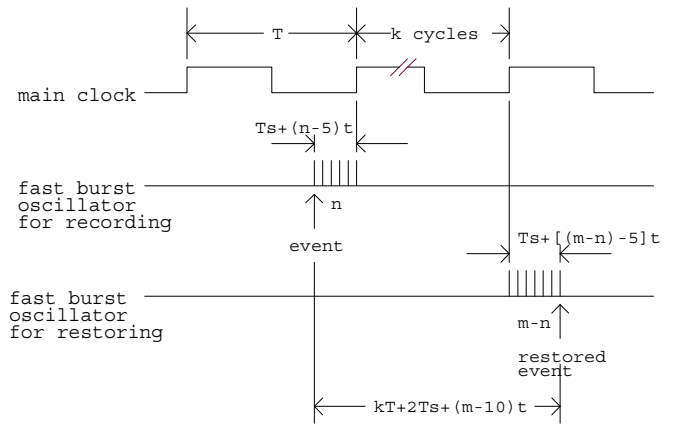 T
k cycles
main clock
Ts+(n-5)t
fast burst
oscillator
for recording
n
event
Ts+[(m-n)-5]t
fast burst
oscillator
for restoring
m-n
restored
event
kT+2Ts+(m-10)t